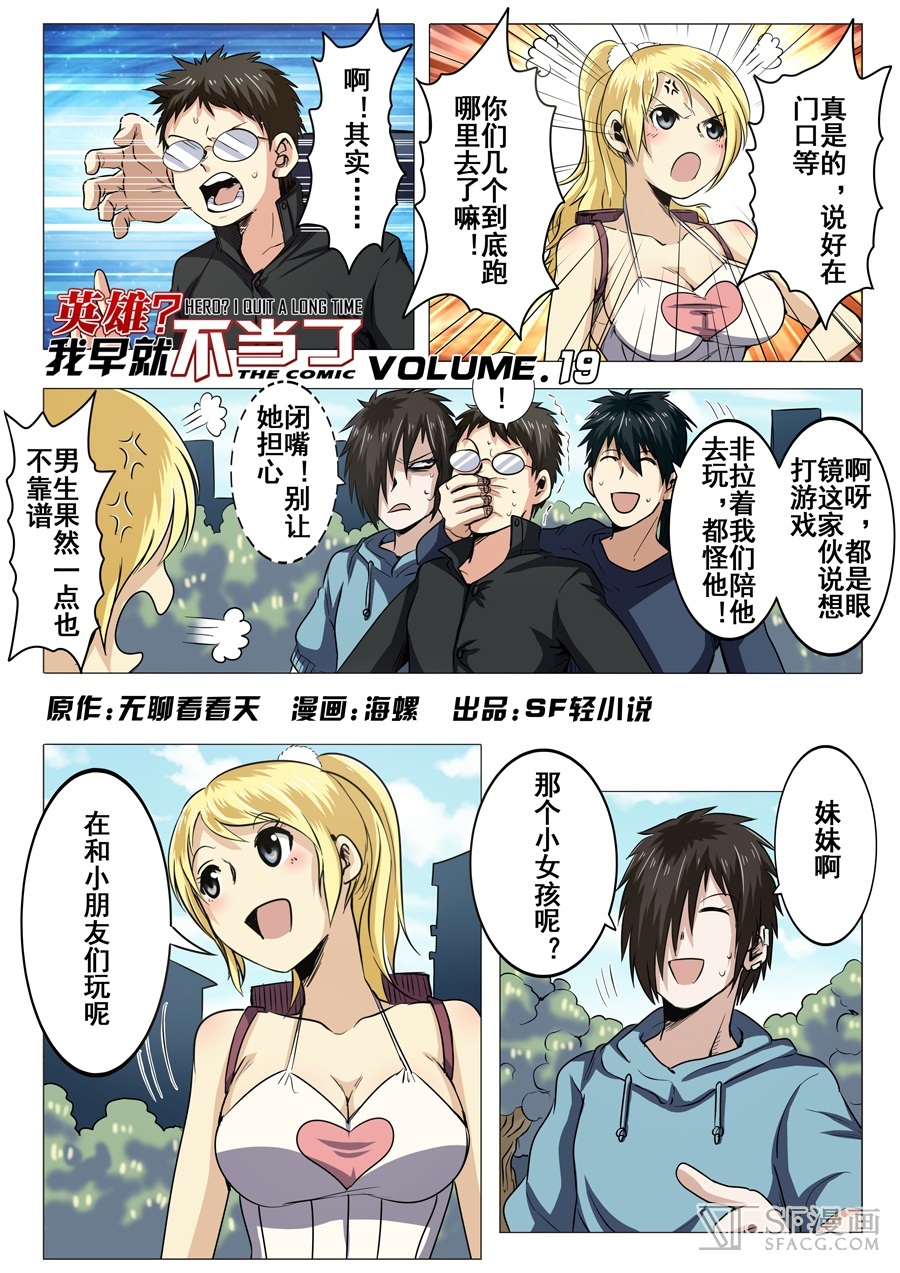 真是的，说好在
门口等
你们几个到底跑
哪里去了嘛！
啊！其实……
英雄？
HERO? I QUIT A LONG TIME
我早就不当了
THE COMIC
VOLUME.19
啊呀，都是眼
镜这家伙说想
打游戏
非拉着我们陪他
去玩，都怪他！
！
闭嘴！别让
她担心
男生果然一点也
不靠谱
原作：无聊看看天 漫画：海螺 出品：SF轻小说
妹妹啊
那个小女孩呢？
在和小朋友们玩呢
SF漫画
SFACG.COM